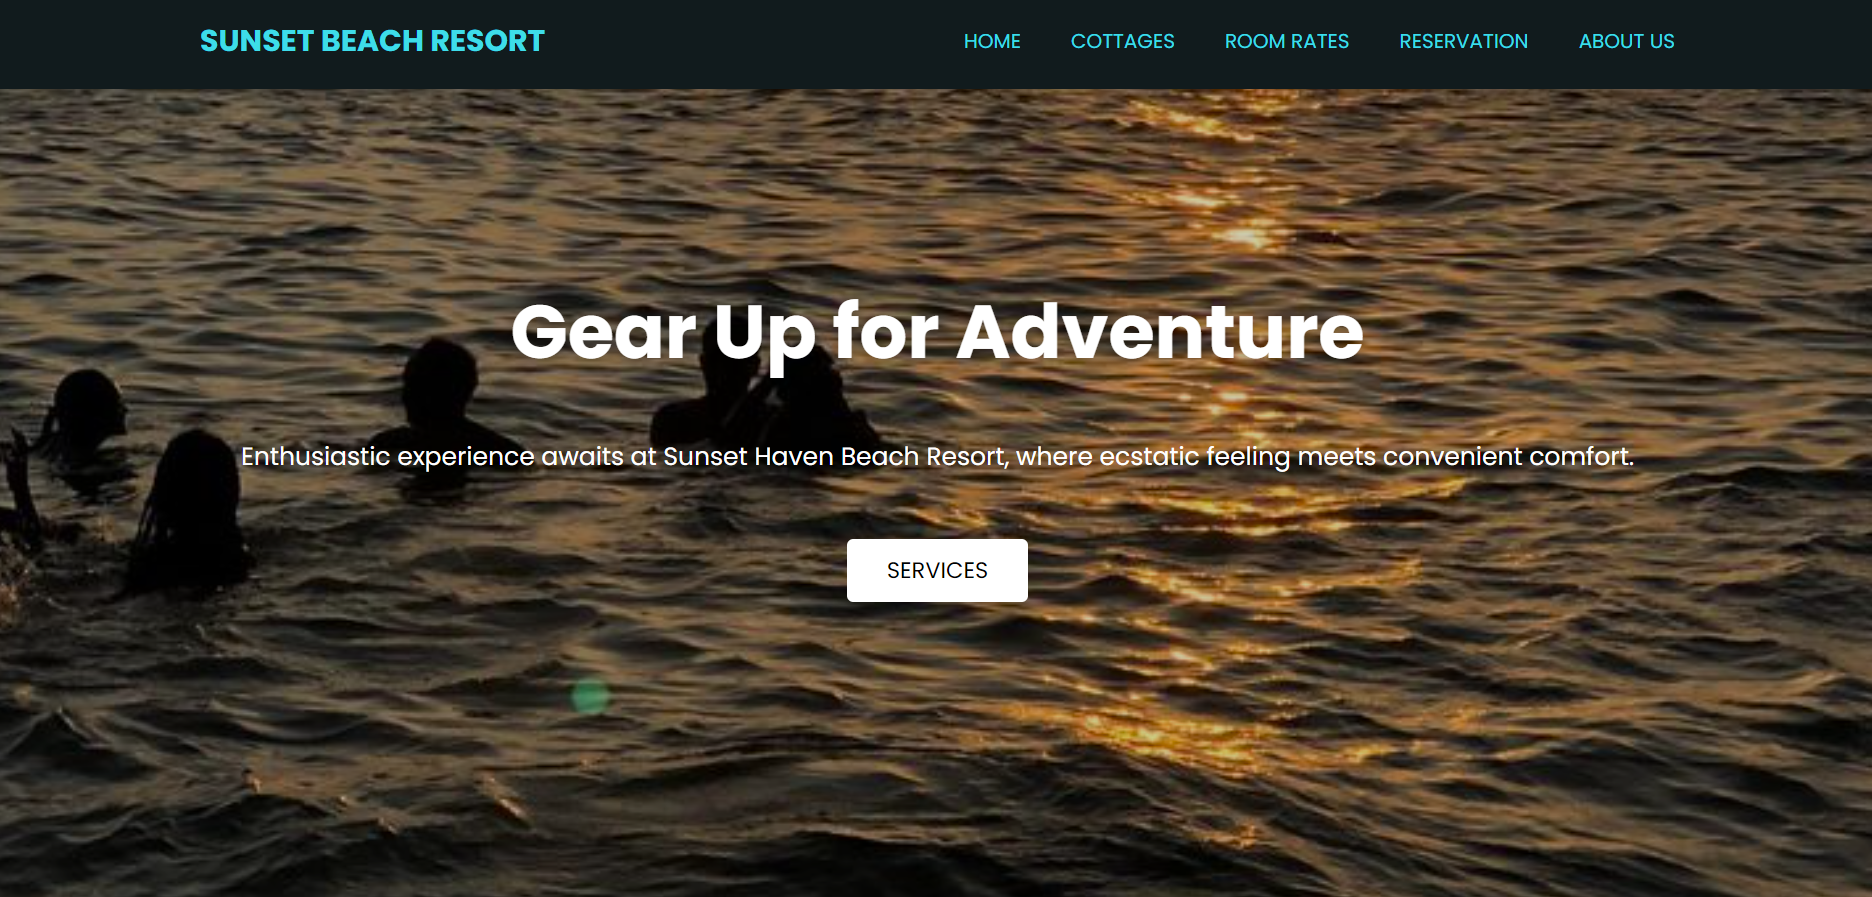 SUNSET BEACH RESORT
HOME COTTAGES ROOM RATES RESERVATION ABOUT US
Gear Up for Adventure
Enthusiastic experience awaits at Sunset Haven Beach Resort, where ecstatic feeling meets convenient comfort.
SERVICES